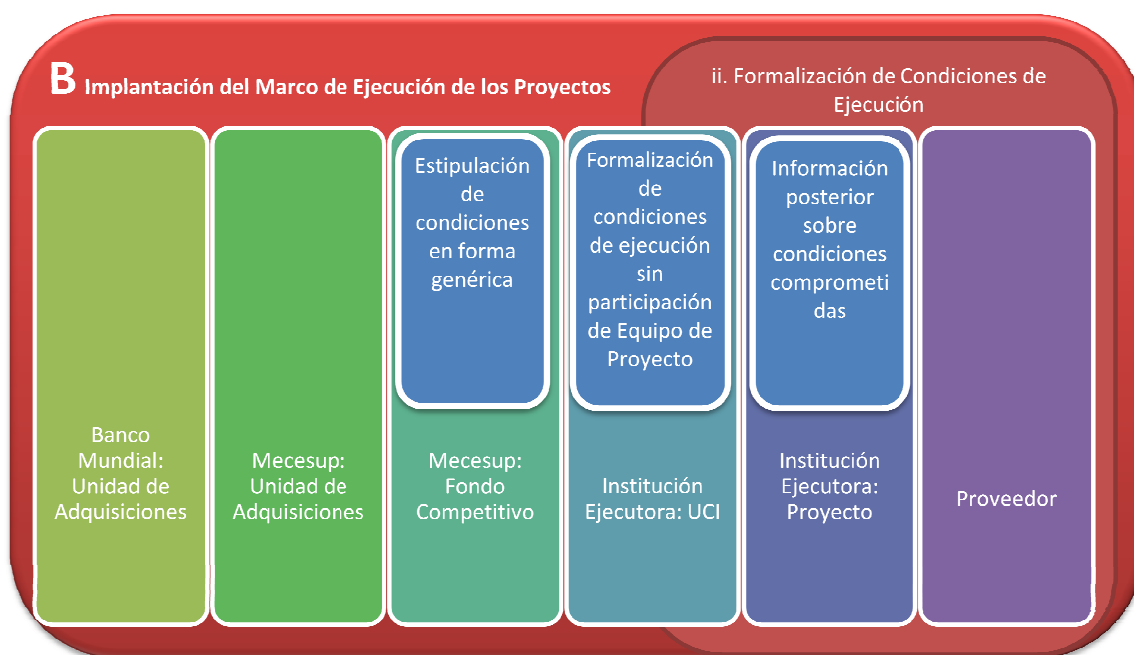 B Implantación del Marco de Ejecución de los Proyectos
ii. Formalización de Condiciones de
Ejecución
Estipulación
de
condiciones
en forma
genérica
Formalización
de
condiciones
de ejecución
sin
participación
de Equipo de
Proyecto
Información
posterior
sobre
condiciones
comprometi
das
Banco
Mundial:
Unidad de
Adquisiciones
Mecesup:
Unidad de
Adquisiciones
Mecesup:
Fondo
Competitivo
Institución
Ejecutora: UCI
Institución
Ejecutora:
Proyecto
Proveedor